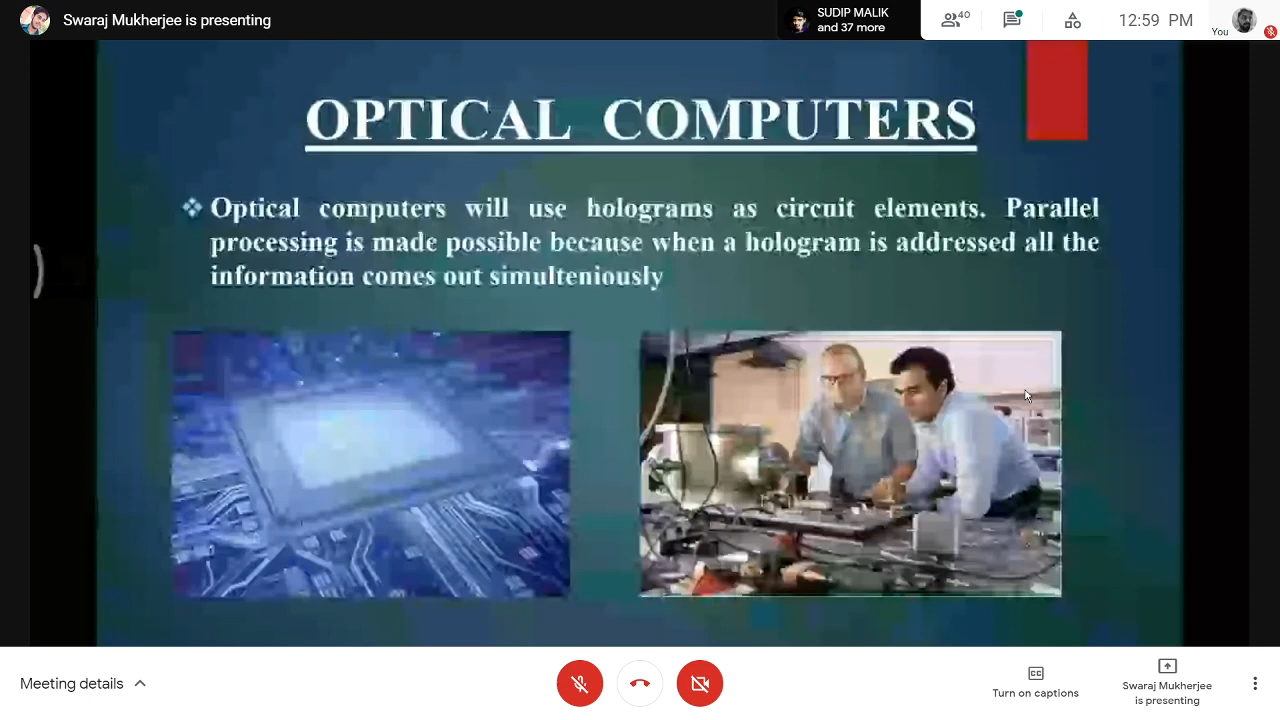 Swaraj Mukherjee is presenting
SUDIP MALIK
and 37 more
40
12:59 PM
You
OPTICAL COMPUTERS
Optical computers will use holograms as circuit elements. Parallel
processing is made possible because when a hologram is addressed all the
information comes out simulteniously
Meeting details
CC
Turn on captions
Swaraj Mukherjee
is presenting